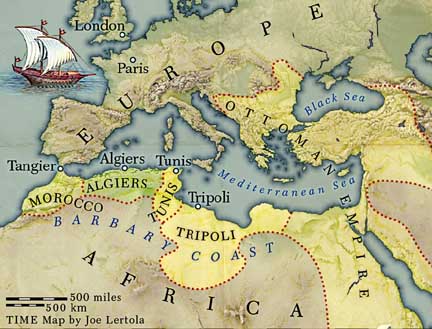 London
Paris
EUROPE
Black Sea
OTTOMAN EMPIRE
Tangier
Algiers
Tunis
Mediterranean Sea
ALGIERS
MOROCCO
TUNIS
Tripoli
BARBARY COAST
TRIPOLI
AFRICA
500 miles
500 km
TIME Map by Joe Lertola